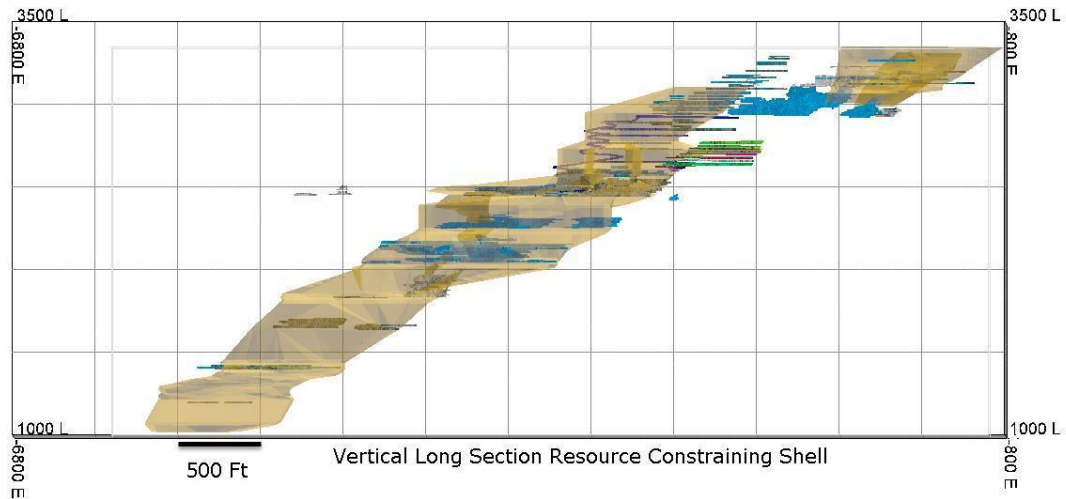 3500 L
3500 L
-6800 E
-800 E
1000 L
1000 L
-6800 E
-800 E
500 Ft
Vertical Long Section Resource Constraining Shell